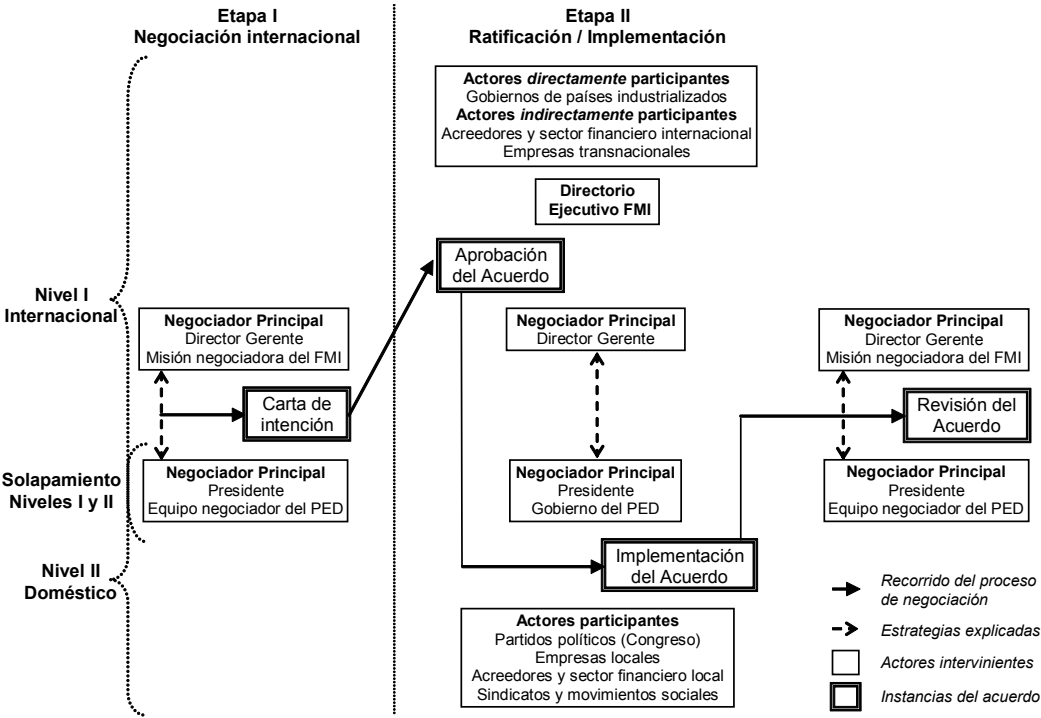 Etapa I
Negociación internacional
Etapa II
Ratificación / Implementación
Actores directamente participantes
Gobiernos de países industrializados
Actores indirectamente participantes
Acreedores y sector financiero internacional
Empresas transnacionales
Directorio
Ejecutivo FMI
Aprobación
del Acuerdo
Nivel I
Internacional
Negociador Principal
Director Gerente
Misión negociadora del FMI
Negociador Principal
Director Gerente
Negociador Principal
Director Gerente
Misión negociadora del FMI
Carta de
intención
Revisión del
Acuerdo
Solapamiento
Niveles I y II
Negociador Principal
Presidente
Equipo negociador del PED
Negociador Principal
Presidente
Gobierno del PED
Negociador Principal
Presidente
Equipo negociador del PED
Implementación
del Acuerdo
Nivel II
Doméstico
Actores participantes
Partidos políticos (Congreso)
Empresas locales
Acreedores y sector financiero local
Sindicatos y movimientos sociales
Recorrido del proceso
de negociación
Estrategias explicadas
Actores intervinientes
Instancias del acuerdo